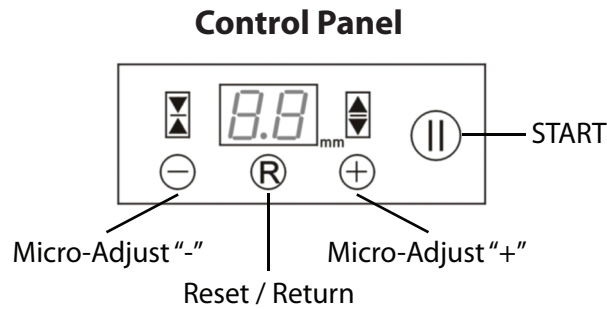 Control Panel
8.8
mm
START
R
Micro-Adjust “-”
Micro-Adjust “+”
Reset / Return